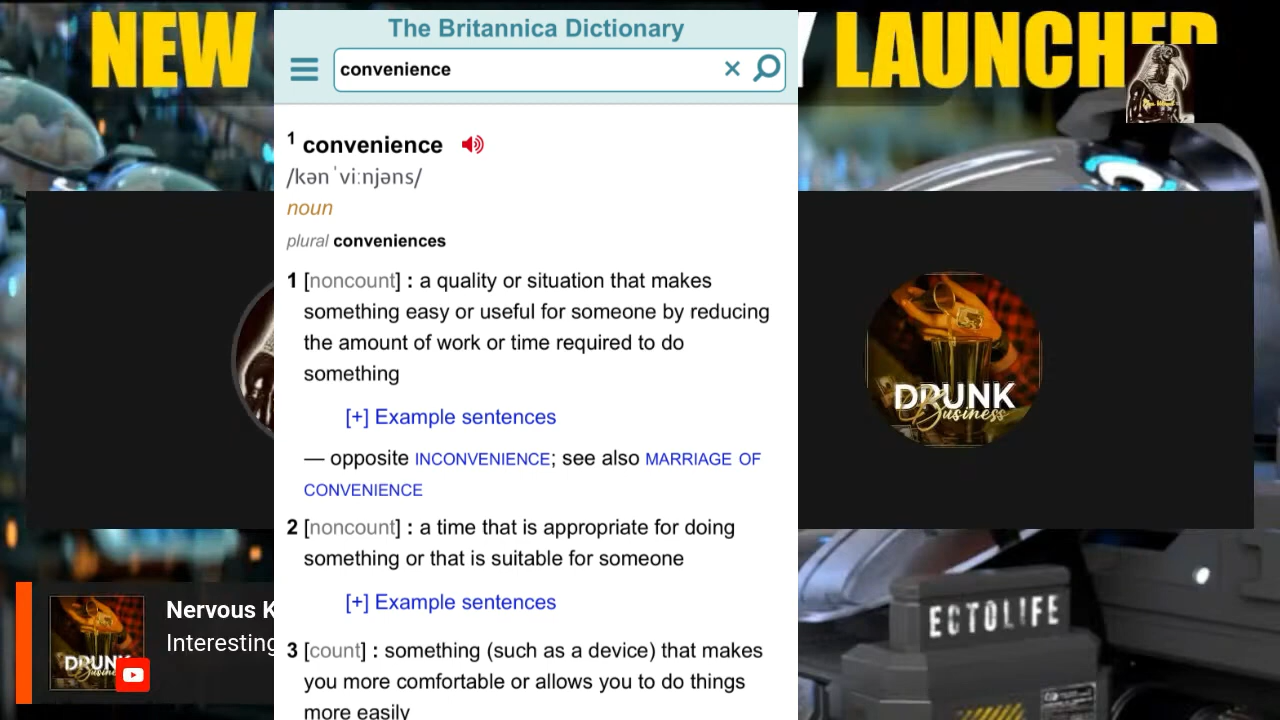 NEW
LAUNCHED
The Britannica Dictionary
convenience
1 convenience
/kənˈviːnjəns/
noun
plural conveniences
1 [noncount] : a quality or situation that makes
something easy or useful for someone by reducing
the amount of work or time required to do
something
[+] Example sentences
— opposite INCONVENIENCE; see also MARRIAGE OF
CONVENIENCE
2 [noncount] : a time that is appropriate for doing
something or that is suitable for someone
[+] Example sentences
3 [count] : something (such as a device) that makes
you more comfortable or allows you to do things
more easily
DRUNK
Business
Nervous K
Interesting
DRUNK
Business
ECTOLIFE